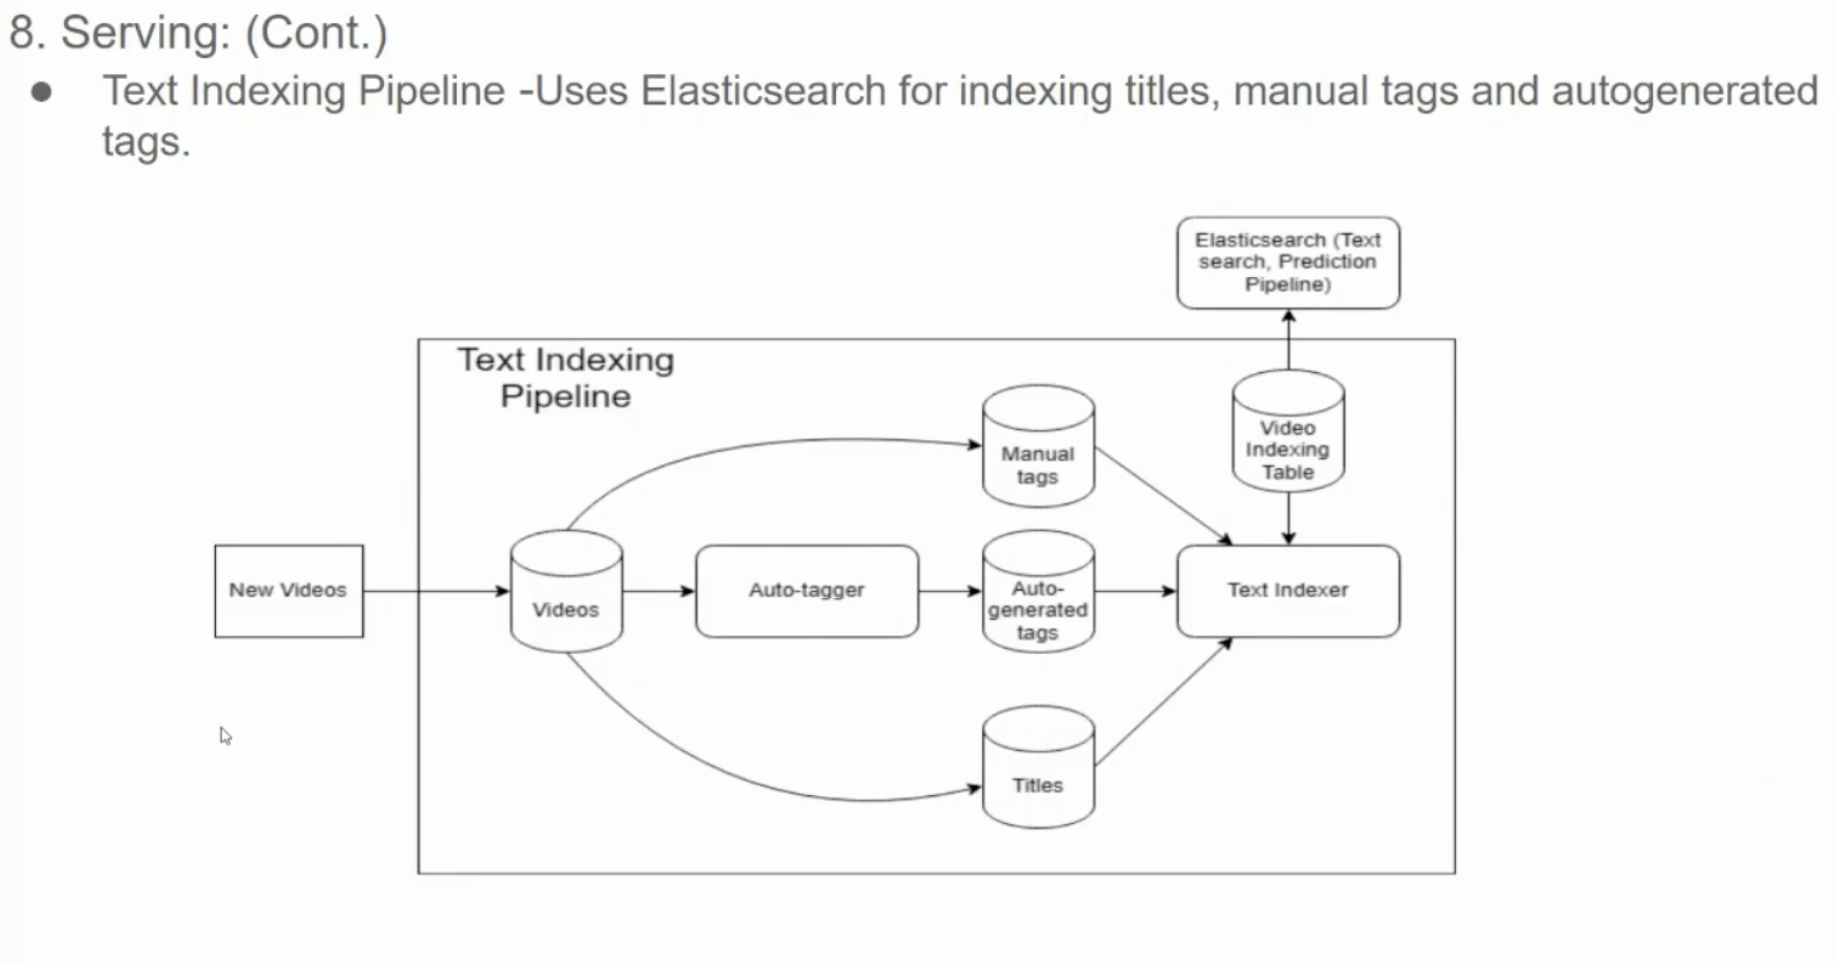 8. Serving: (Cont.)
● Text Indexing Pipeline -Uses Elasticsearch for indexing titles, manual tags and autogenerated
tags.
Elasticsearch (Text
search, Prediction
Pipeline)
Text Indexing
Pipeline
Manual
tags
Video
Indexing
Table
New Videos
Videos
Auto-tagger
Auto-
generated
tags
Text Indexer
Titles